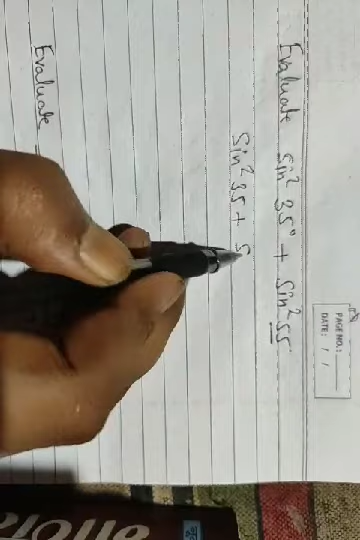 PAGE NO.:
DATE: / /
Evaluate sin² 35° + sin² 55
sin² 35 + s
Evaluate